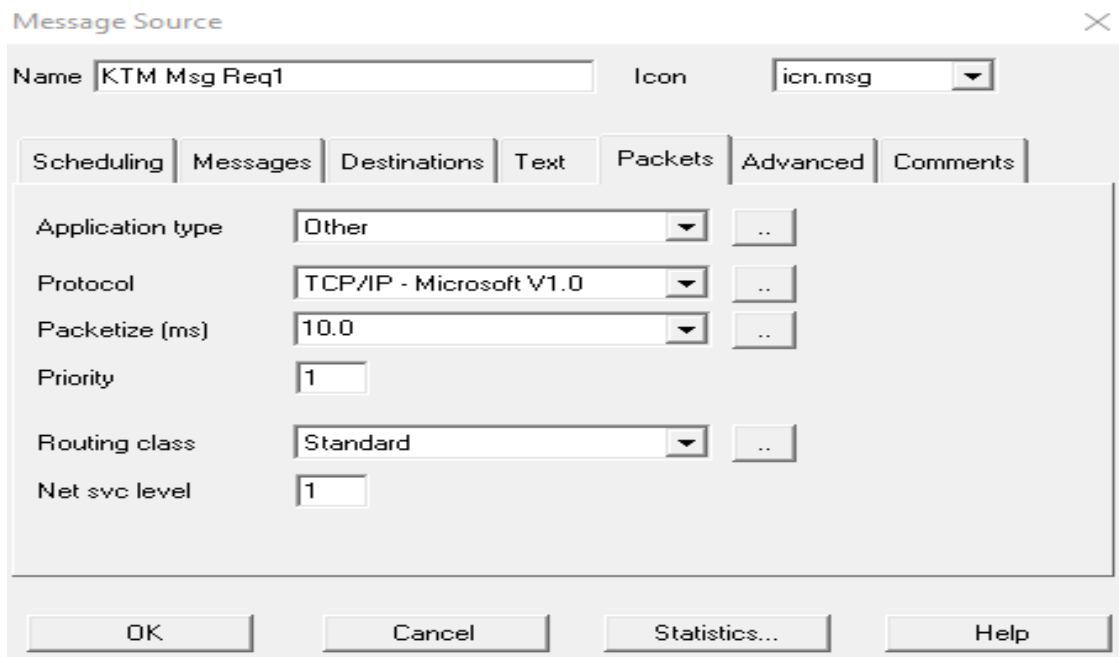 Message Source
Name KTM Msg Req1 Icon icn.msg
Scheduling Messages Destinations Text Packets Advanced Comments
Application type Other ..
Protocol TCP/IP - Microsoft V1.0 ..
Packetize (ms) 10.0 ..
Priority 1
Routing class Standard ..
Net svc level 1
OK Cancel Statistics... Help